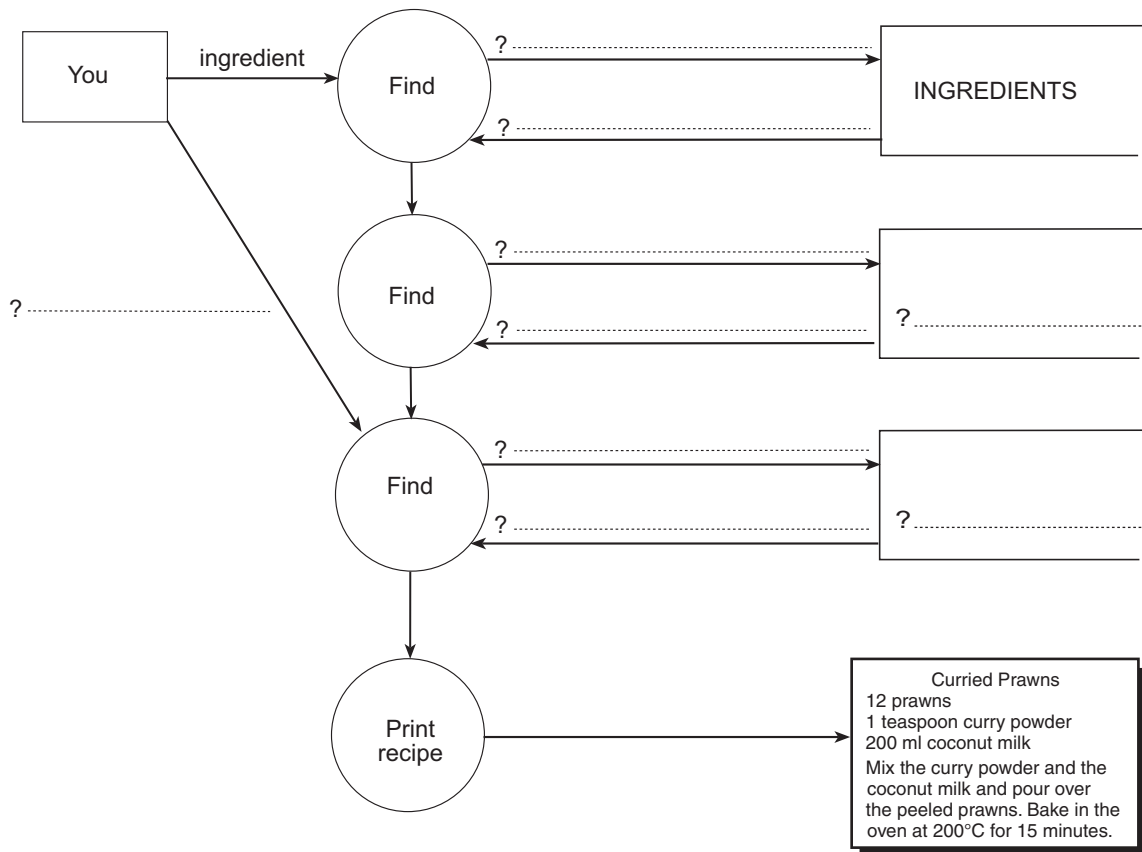 You
ingredient
Find
?
?
INGREDIENTS
Find
?
?
?
?
Find
?
?
?
Print
recipe
Curried Prawns
12 prawns
1 teaspoon curry powder
200 ml coconut milk
Mix the curry powder and the
coconut milk and pour over
the peeled prawns. Bake in the
oven at 200°C for 15 minutes.